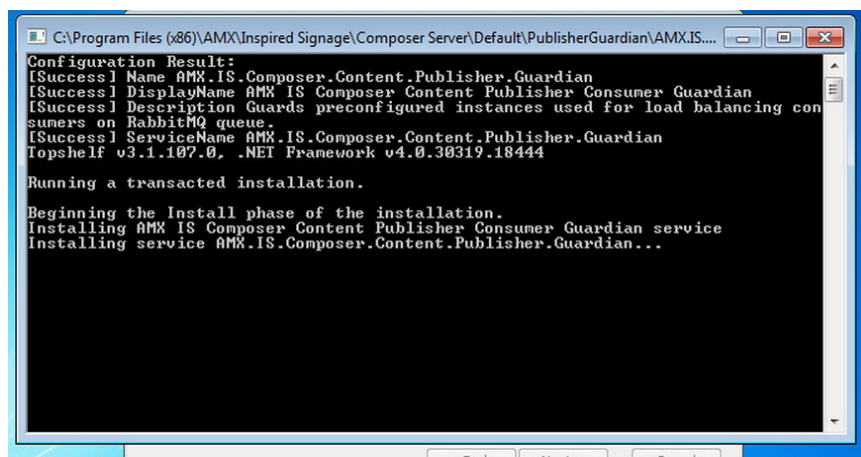 C:\Program Files (x86)\AMX\Inspired Signage\Composer Server\Default\PublisherGuardian\AMX.IS....
Configuration Result:
[Success] Name AMX.IS.Composer.Content.Publisher.Guardian
[Success] DisplayName AMX IS Composer Content Publisher Consumer Guardian
[Success] Description Guards preconfigured instances used for load balancing con
sumers on RabbitMQ queue.
[Success] ServiceName AMX.IS.Composer.Content.Publisher.Guardian
Topshelf v3.1.107.0, .NET Framework v4.0.30319.18444
Running a transacted installation.
Beginning the Install phase of the installation.
Installing AMX IS Composer Content Publisher Consumer Guardian service
Installing service AMX.IS.Composer.Content.Publisher.Guardian...